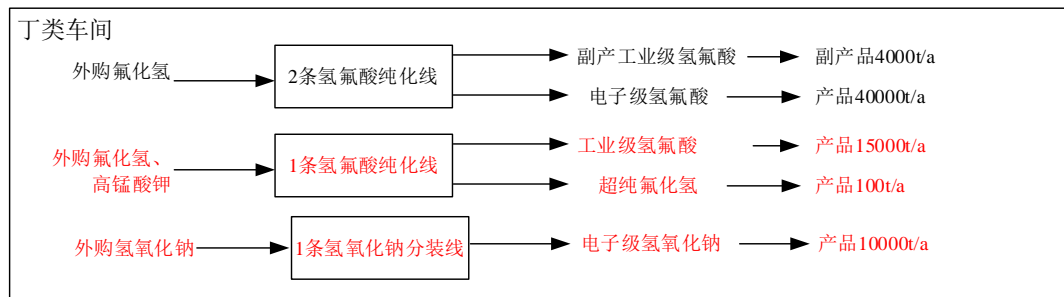 丁类车间
外购氟化氢
2条氢氟酸纯化线
副产工业级氢氟酸
副产品4000t/a
电子级氢氟酸
产品40000t/a
外购氟化氢、
高锰酸钾
1条氢氟酸纯化线
工业级氢氟酸
产品15000t/a
超纯氟化氢
产品100t/a
外购氢氧化钠
1条氢氧化钠分装线
电子级氢氧化钠
产品10000t/a